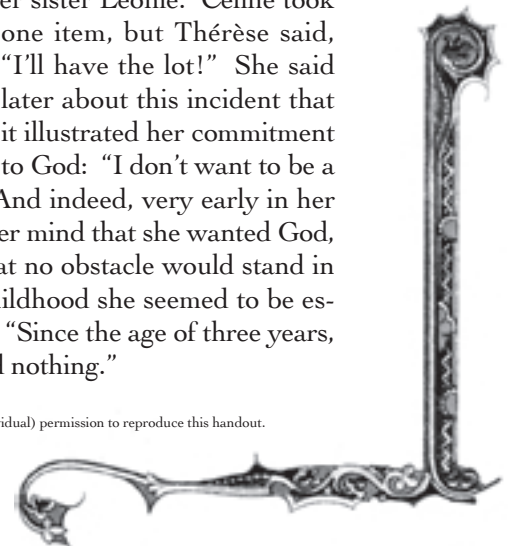 er sister Léonie.  Céline took
one item, but Thérèse said,
“I’ll have the lot!”  She said
later about this incident that
it illustrated her commitment
to God:  “I don’t want to be a
And indeed, very early in her
er mind that she wanted God,
at no obstacle would stand in
ildhood she seemed to be es-
“Since the age of three years,
d nothing.”
vidual) permission to reproduce this handout.